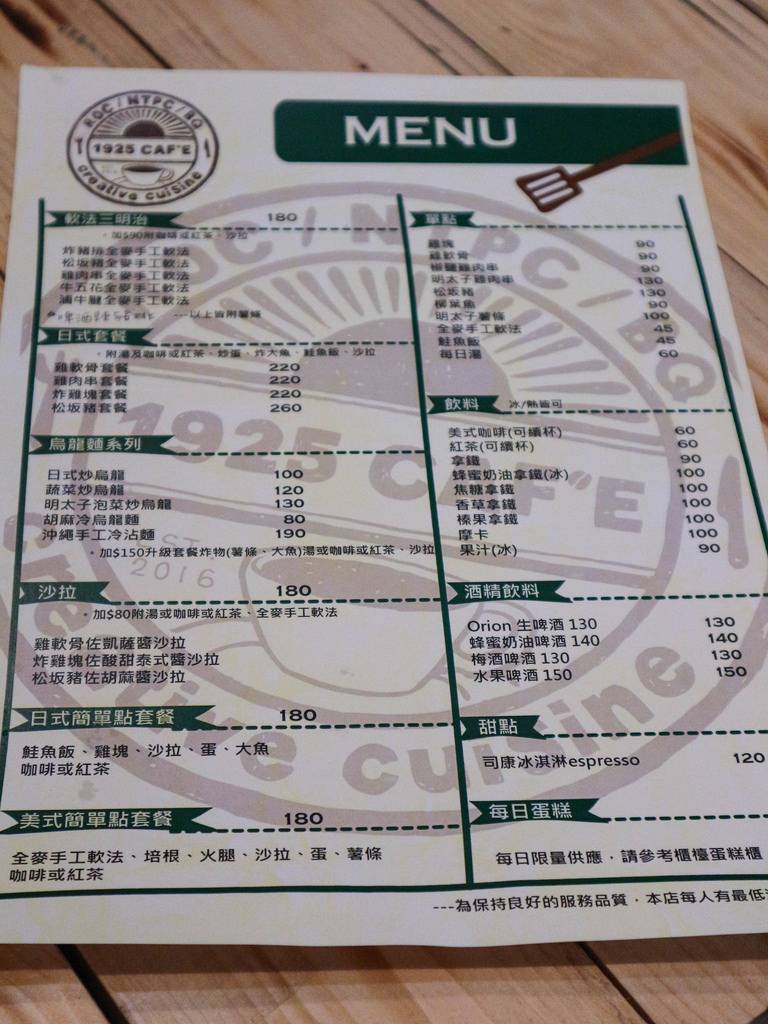 ROC / NTPC / BQ
1925 CAF'E
creative cuisine
MENU
軟法三明治 180
·加$90附咖啡或紅茶、沙拉
炸豬排全麥手工軟法
松坂豬全麥手工軟法
雞肉串全麥手工軟法
牛五花全麥手工軟法
滷牛腱全麥手工軟法
---以上皆附薯條
日式套餐
·附湯及咖啡或紅茶、炒蛋、炸大魚、鮭魚飯、沙拉
雞軟骨套餐 220
雞肉串套餐 220
炸雞塊套餐 220
松坂豬套餐 260
烏龍麵系列
日式炒烏龍 100
蔬菜炒烏龍 120
明太子泡菜炒烏龍 130
胡麻冷烏龍麵 80
沖繩手工冷沾麵 190
·加$150升級套餐炸物(薯條、大魚)湯或咖啡或紅茶、沙拉
沙拉 180
·加$80附湯或咖啡或紅茶、全麥手工軟法
雞軟骨佐凱薩醬沙拉
炸雞塊佐酸甜泰式醬沙拉
松坂豬佐胡蔴醬沙拉
日式簡單點套餐 180
鮭魚飯、雞塊、沙拉、蛋、大魚
咖啡或紅茶
美式簡單點套餐 180
全麥手工軟法、培根、火腿、沙拉、蛋、薯條
咖啡或紅茶
單點
雞塊 90
雞軟骨 90
椒鹽雞肉串 90
明太子雞肉串 130
松坂豬 130
柳葉魚 90
明太子薯條 100
全麥手工軟法 45
鮭魚飯 45
每日湯 60
飲料 冰/熱皆可
美式咖啡(可續杯) 60
紅茶(可續杯) 60
拿鐵 90
蜂蜜奶油拿鐵(冰) 100
焦糖拿鐵 100
香草拿鐵 100
榛果拿鐵 100
摩卡 100
果汁(冰) 90
酒精飲料
Orion 生啤酒 130 130
蜂蜜奶油啤酒 140 140
梅酒啤酒 130 130
水果啤酒 150 150
甜點
司康冰淇淋espresso 120
每日蛋糕
每日限量供應，請參考櫃檯蛋糕櫃
---為保持良好的服務品質，本店每人有最低
ROC / NTPC / BQ
1925 CAF'E
EST.
2016
creative cuisine